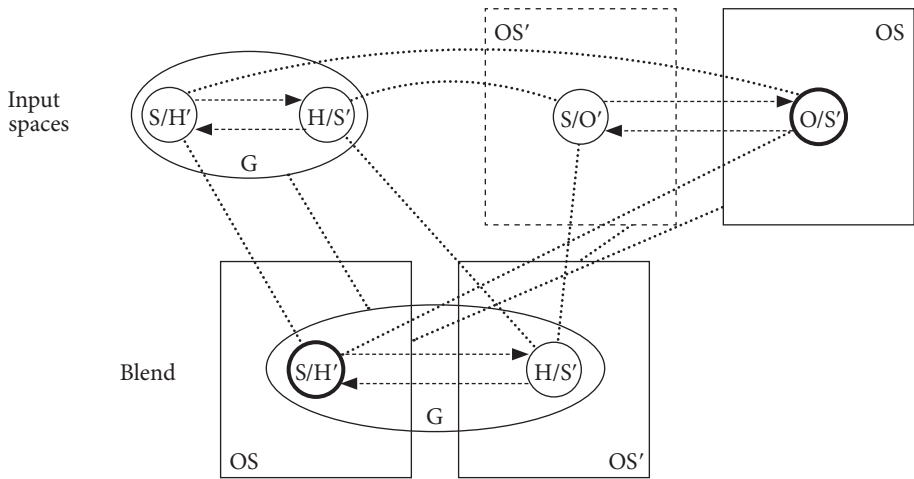 OS′
OS
Input
spaces
S/H′
H/S′
S/O′
O/S′
G
Blend
S/H′
H/S′
G
OS
OS′